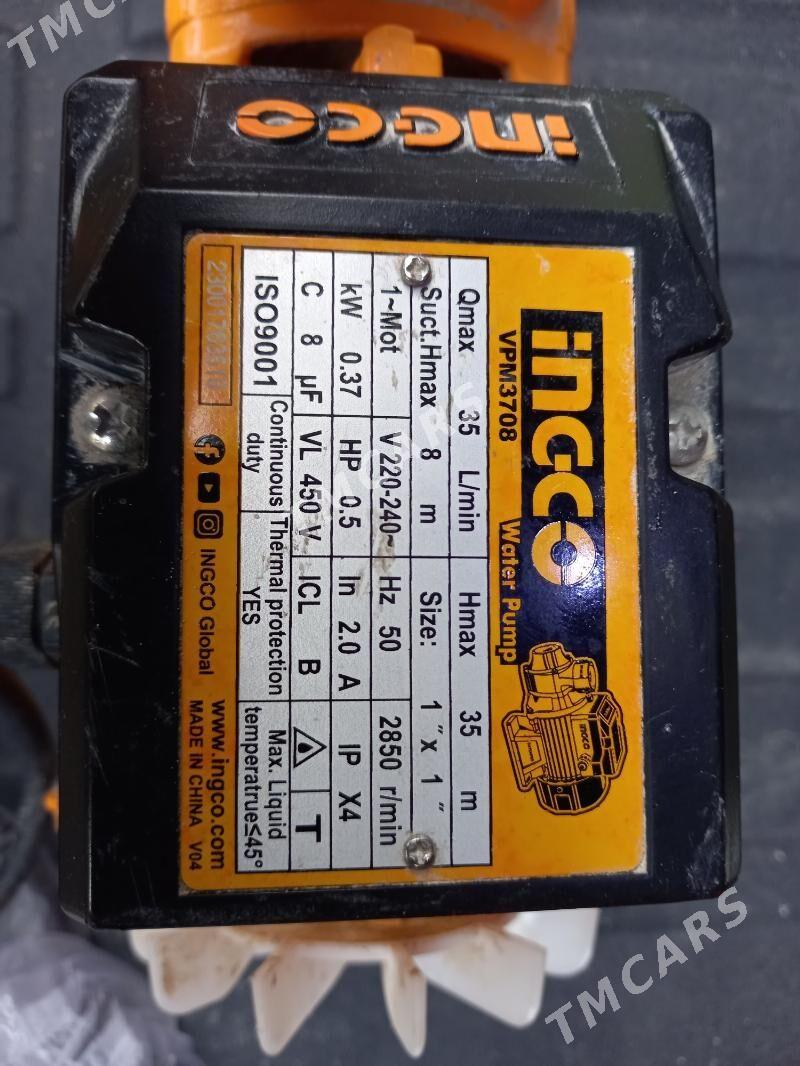 TMCARS
INGCO
INGCO
VPM3708 Water Pump
INGCO
Qmax 35 L/min Hmax 35 m
Suct.Hmax 8 m Size: 1 " x 1 "
1~Mot V 220-240~ Hz 50 2850 r/min
kW 0.37 HP 0.5 In 2.0 A IP X4
C 8 µF VL 450 V ICL B T
ISO9001 Continuous duty Thermal protection YES Max. Liquid temperatrue≤45°
INGCO Global www.ingco.com
MADE IN CHINA V04
TMCARS
TMCARS